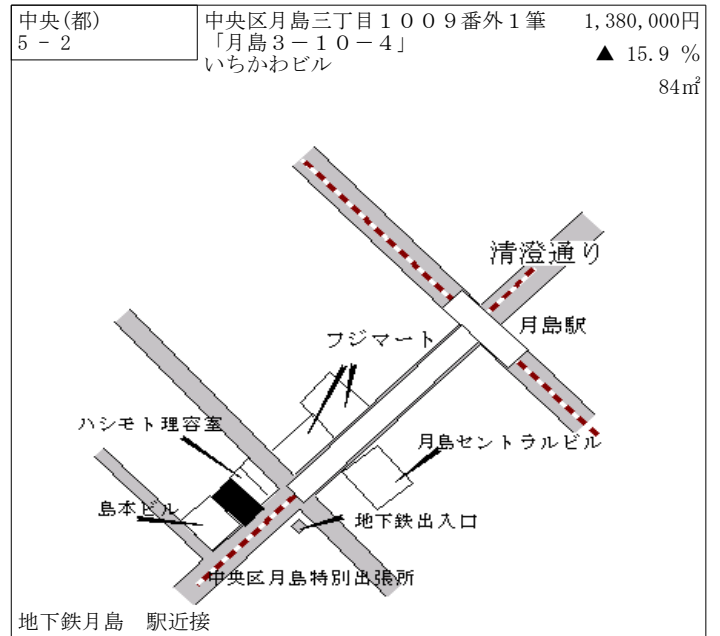 中央(都)
5－2
中央区月島三丁目１００９番外１筆
「月島３－１０－４」
いちかわビル
1,380,000円
▲ 15.9 %
84㎡
清澄通り
月島駅
フジマート
ハシモト理容室
月島セントラルビル
島本ビル
地下鉄出入口
中央区月島特別出張所
地下鉄月島　駅近接